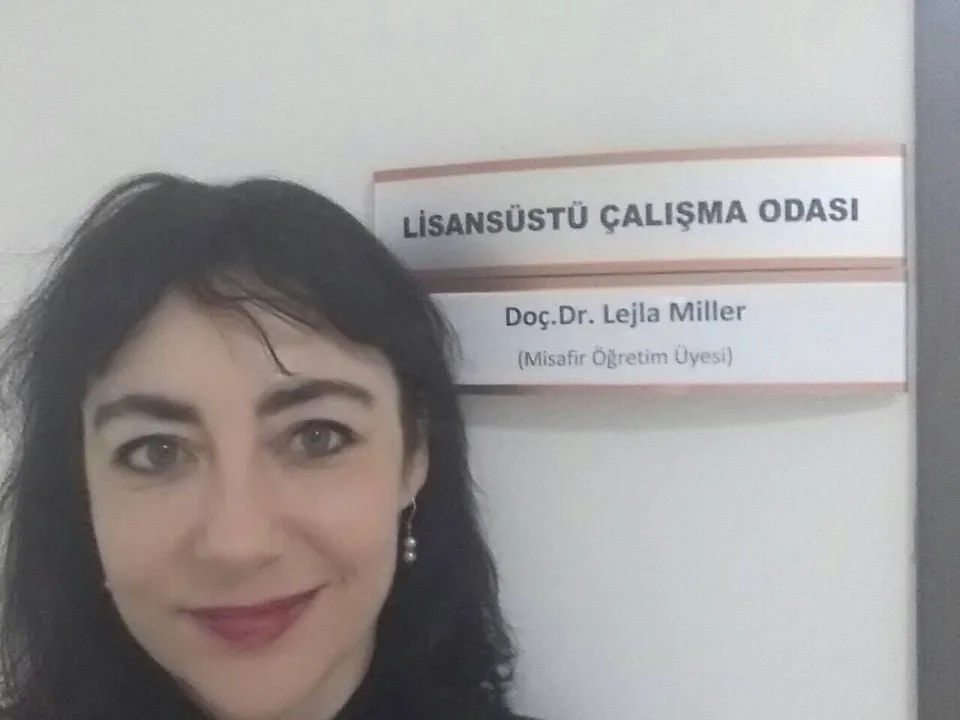 LİSANSÜSTÜ ÇALIŞMA ODASI
Doç.Dr. Lejla Miller
(Misafir Öğretim Üyesi)